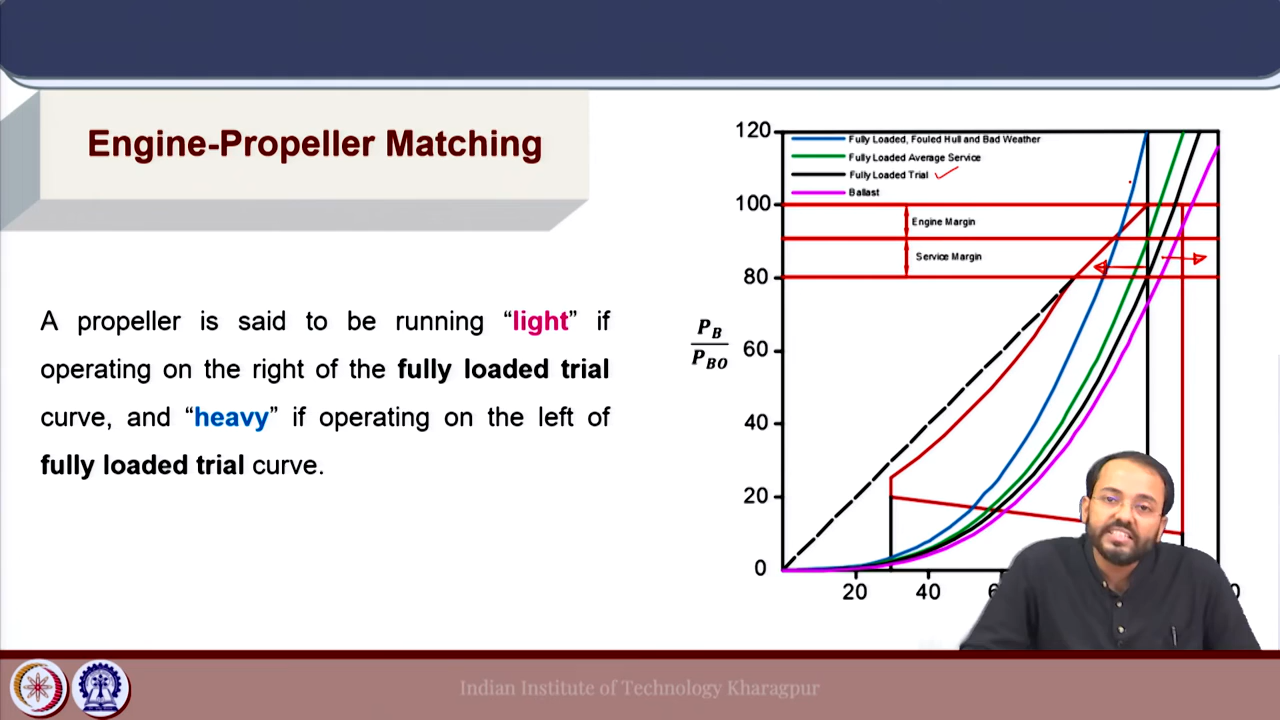 Engine-Propeller Matching
A propeller is said to be running “light” if
operating on the right of the fully loaded trial
curve, and “heavy” if operating on the left of
fully loaded trial curve.
120
100
80
60
40
20
0
P_B
P_BO
Fully Loaded, Fouled Hull and Bad Weather
Fully Loaded Average Service
Fully Loaded Trial
Ballast
Engine Margin
Service Margin
20 40
Indian Institute of Technology Kharagpur